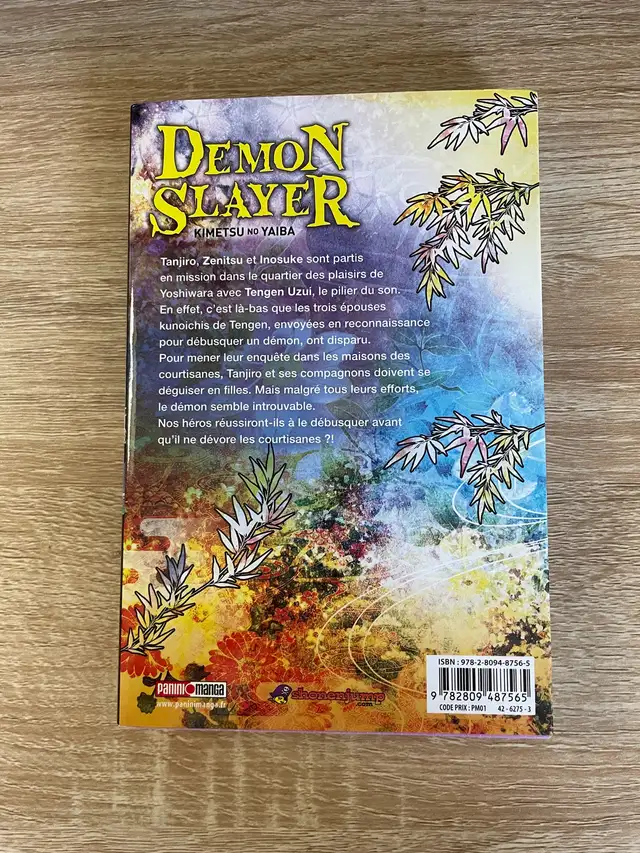 DEMON
SLAYER
KIMETSU NO YAIBA
Tanjiro, Zenitsu et Inosuke sont partis
en mission dans le quartier des plaisirs de
Yoshiwara avec Tengen Uzui, le pilier du son.
En effet, c'est là-bas que les trois épouses
kunoichis de Tengen, envoyées en reconnaissance
pour débusquer un démon, ont disparu.
Pour mener leur enquête dans les maisons des
courtisanes, Tanjiro et ses compagnons doivent se
déguiser en filles. Mais malgré tous leurs efforts,
le démon semble introuvable.
Nos héros réussiront-ils à le débusquer avant
qu'il ne dévore les courtisanes ?!
ISBN : 978-2-8094-8756-5
9 782809 487565
CODE PRIX : PM01 42 - 6275 - 3
PANINI MANGA
www.paninimanga.fr
shonenjump
.com